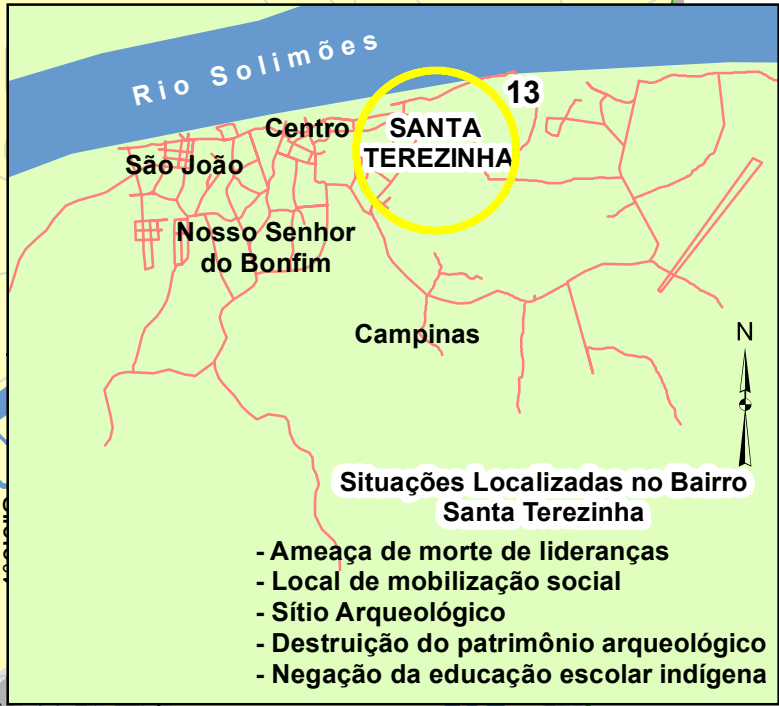 Rio Solimões
13
Centro
SANTA
TEREZINHA
São João
Nosso Senhor
do Bonfim
Campinas
N
Situações Localizadas no Bairro
Santa Terezinha
- Ameaça de morte de lideranças
- Local de mobilização social
- Sítio Arqueológico
- Destruição do patrimônio arqueológico
- Negação da educação escolar indígena